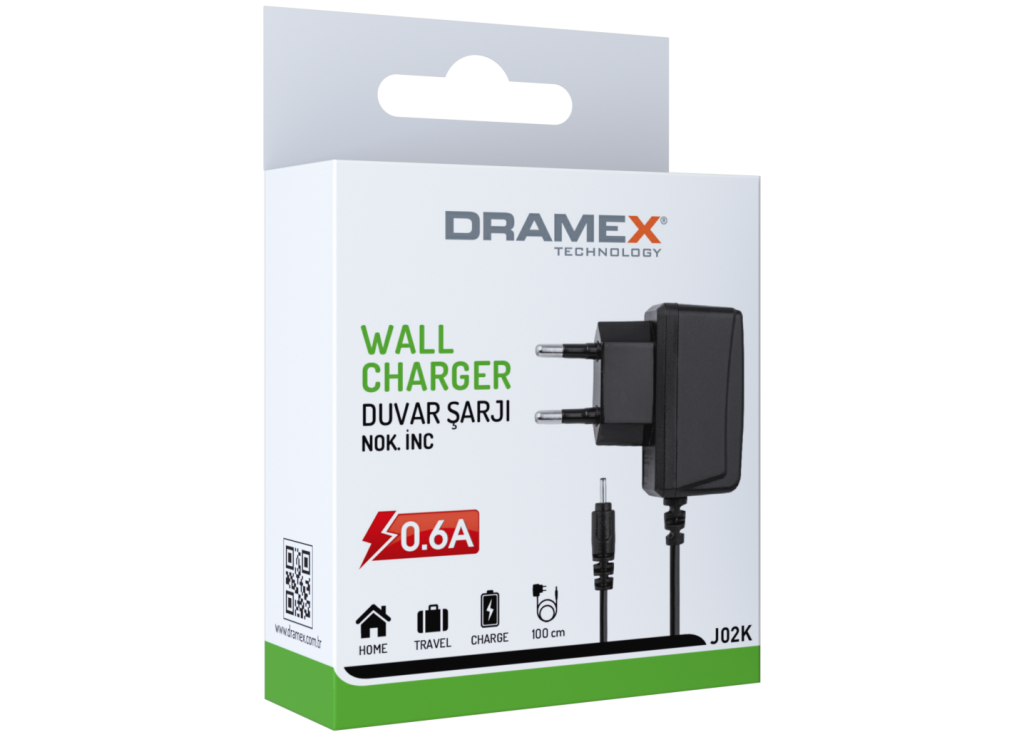 DRAMEX®
TECHNOLOGY
WALL
CHARGER
DUVAR ŞARJI
NOK. İNC
0.6A
HOME
TRAVEL
CHARGE
100 cm
J02K
www.dramex.com.tr